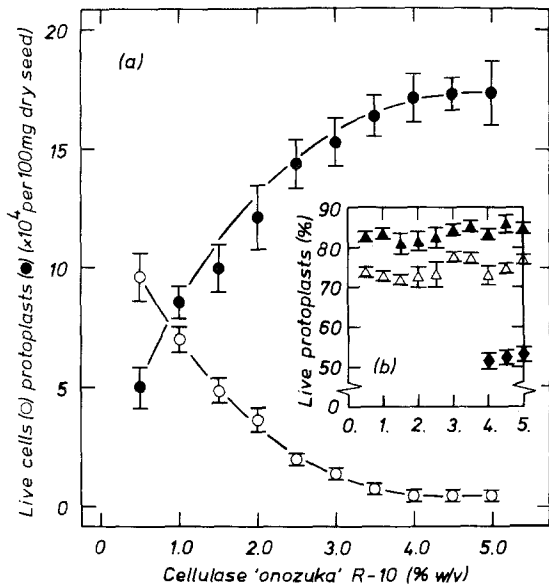 (a)
20
15
10
5
0
Live cells (○) protoplasts (●) (×10⁴ per 100mg dry seed)
0 1.0 2.0 3.0 4.0 5.0
Cellulase 'onozuka' R-10 (% w/v)
90
80
70
60
50
0
Live protoplasts (%)
(b)
0. 1. 2. 3. 4. 5.